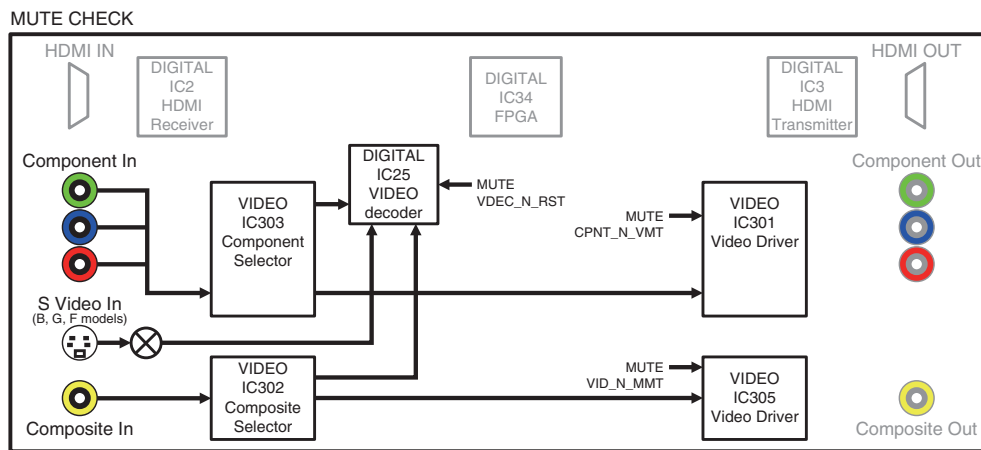 MUTE CHECK
HDMI IN
DIGITAL
IC2
HDMI
Receiver
DIGITAL
IC34
FPGA
DIGITAL
IC3
HDMI
Transmitter
HDMI OUT
Component In
VIDEO
IC303
Component
Selector
DIGITAL
IC25
VIDEO
decoder
MUTE
VDEC_N_RST
MUTE
CPNT_N_VMT
VIDEO
IC301
Video Driver
Component Out
S Video In
(B, G, F models)
VIDEO
IC302
Composite
Selector
MUTE
VID_N_MMT
VIDEO
IC305
Video Driver
Composite In
Composite Out